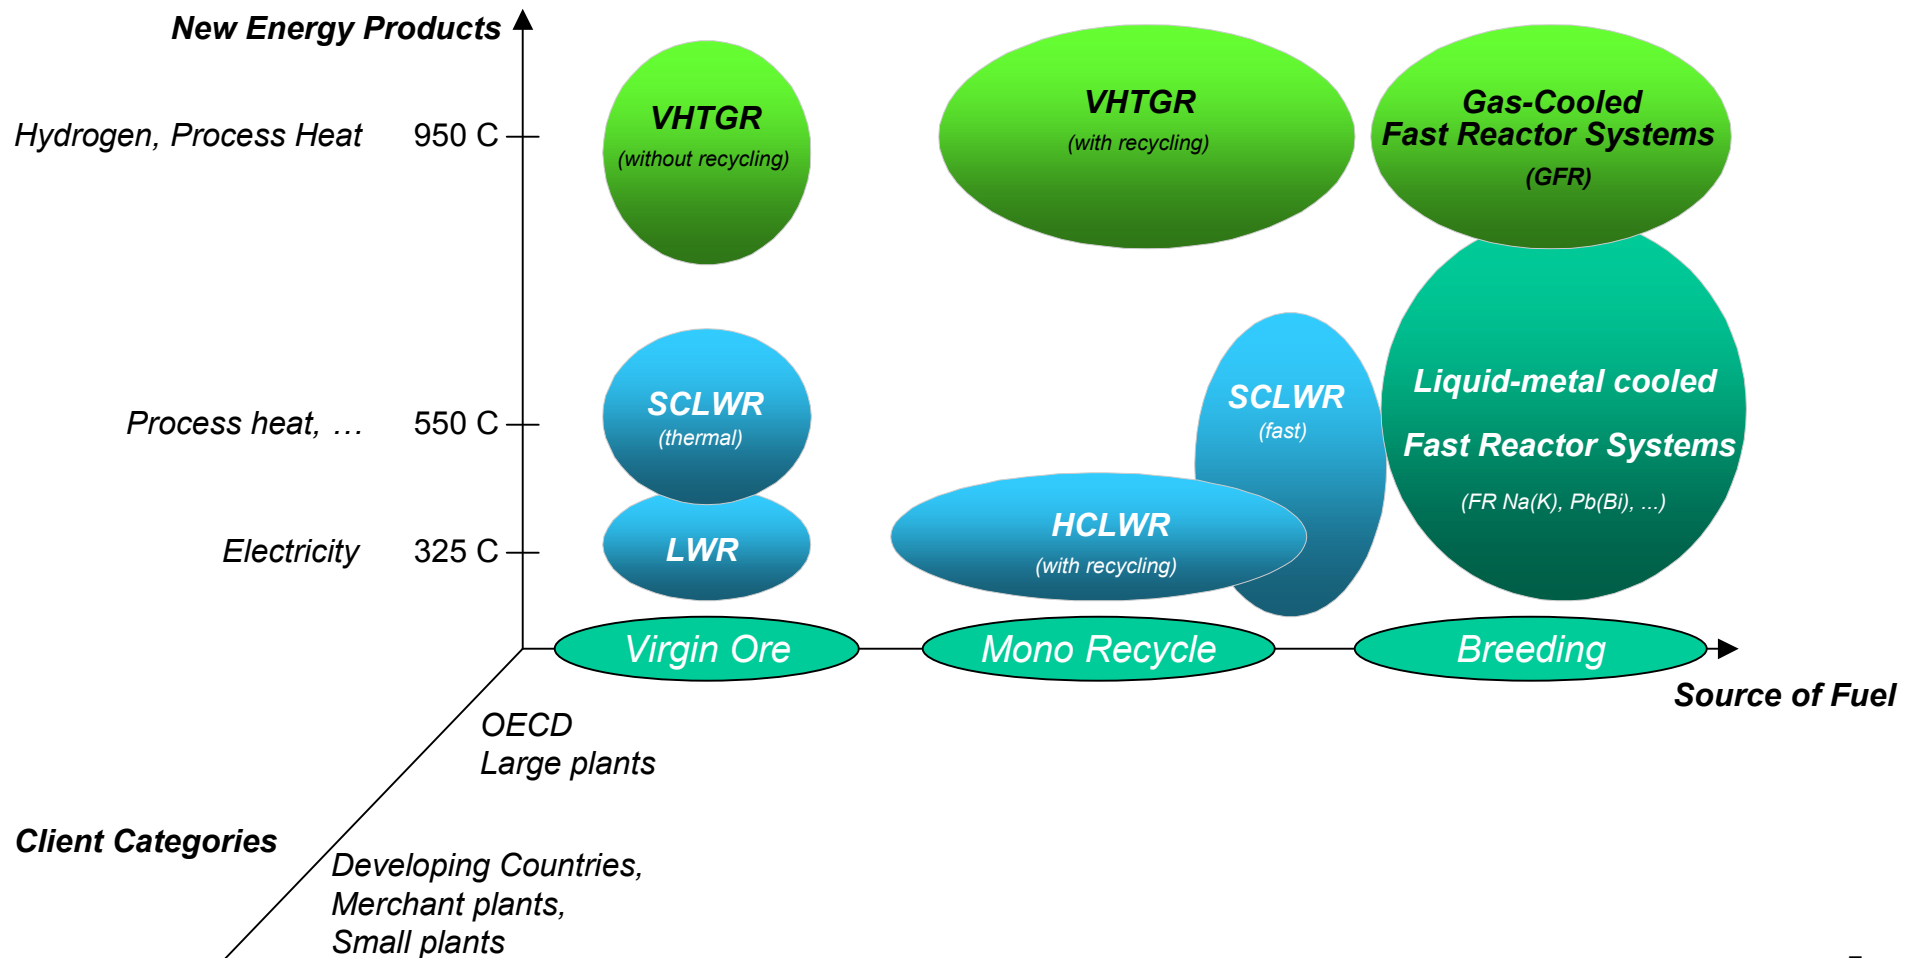 New Energy Products
Hydrogen, Process Heat 950 C
VHTGR
(without recycling)
VHTGR
(with recycling)
Gas-Cooled
Fast Reactor Systems
(GFR)
Process heat, … 550 C
SCLWR
(thermal)
SCLWR
(fast)
Liquid-metal cooled
Fast Reactor Systems
(FR Na(K), Pb(Bi), ...)
Electricity 325 C
LWR
HCLWR
(with recycling)
Virgin Ore
Mono Recycle
Breeding
Source of Fuel
OECD
Large plants
Client Categories
Developing Countries,
Merchant plants,
Small plants